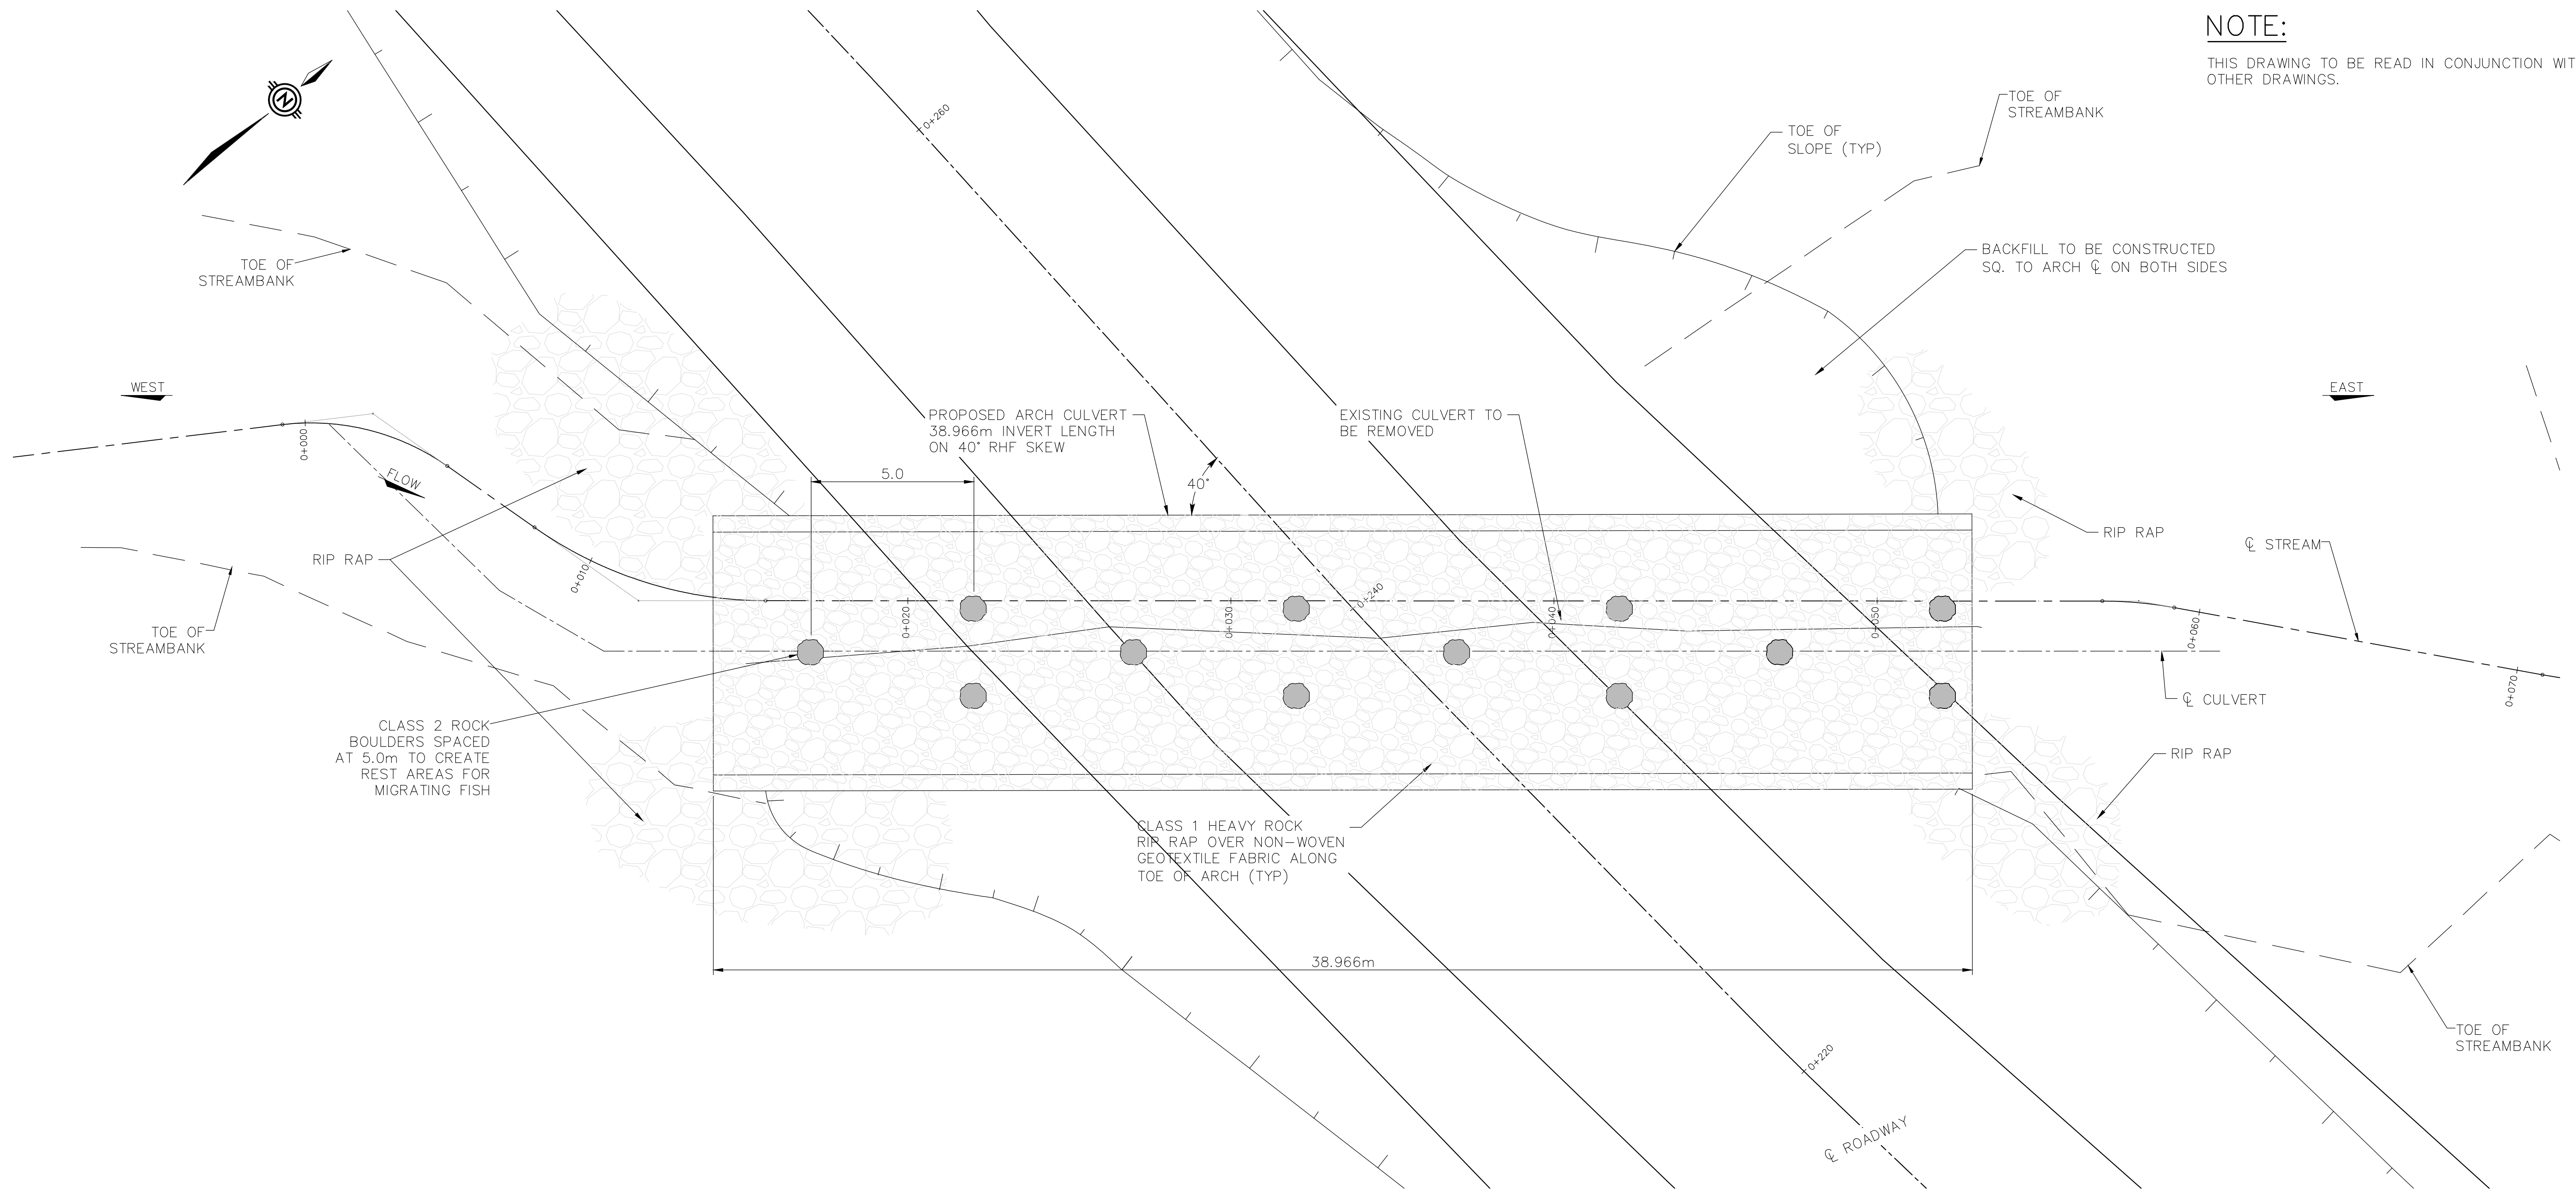 NOTE:
THIS DRAWING TO BE READ IN CONJUNCTION WIT
OTHER DRAWINGS.
N
TOE OF
STREAMBANK
TOE OF
SLOPE (TYP)
0+260
BACKFILL TO BE CONSTRUCTED
SQ. TO ARCH ℄ ON BOTH SIDES
TOE OF
STREAMBANK
WEST
EAST
PROPOSED ARCH CULVERT
38.966m INVERT LENGTH
ON 40° RHF SKEW
EXISTING CULVERT TO
BE REMOVED
0+000
FLOW
5.0
40°
RIP RAP
RIP RAP
℄ STREAM
0+010
0+020
0+030
0+240
0+040
0+050
0+060
0+070
TOE OF
STREAMBANK
℄ CULVERT
CLASS 2 ROCK
BOULDERS SPACED
AT 5.0m TO CREATE
REST AREAS FOR
MIGRATING FISH
RIP RAP
CLASS 1 HEAVY ROCK
RIP RAP OVER NON-WOVEN
GEOTEXTILE FABRIC ALONG
TOE OF ARCH (TYP)
38.966m
TOE OF
STREAMBANK
0+220
℄ ROADWAY